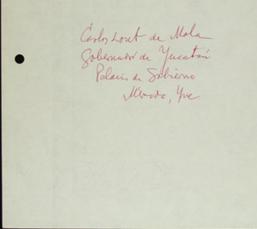 Carlos Loret de Mola
Gobernador de Yucatán
Palacio de Gobierno
Mérida, Yuc